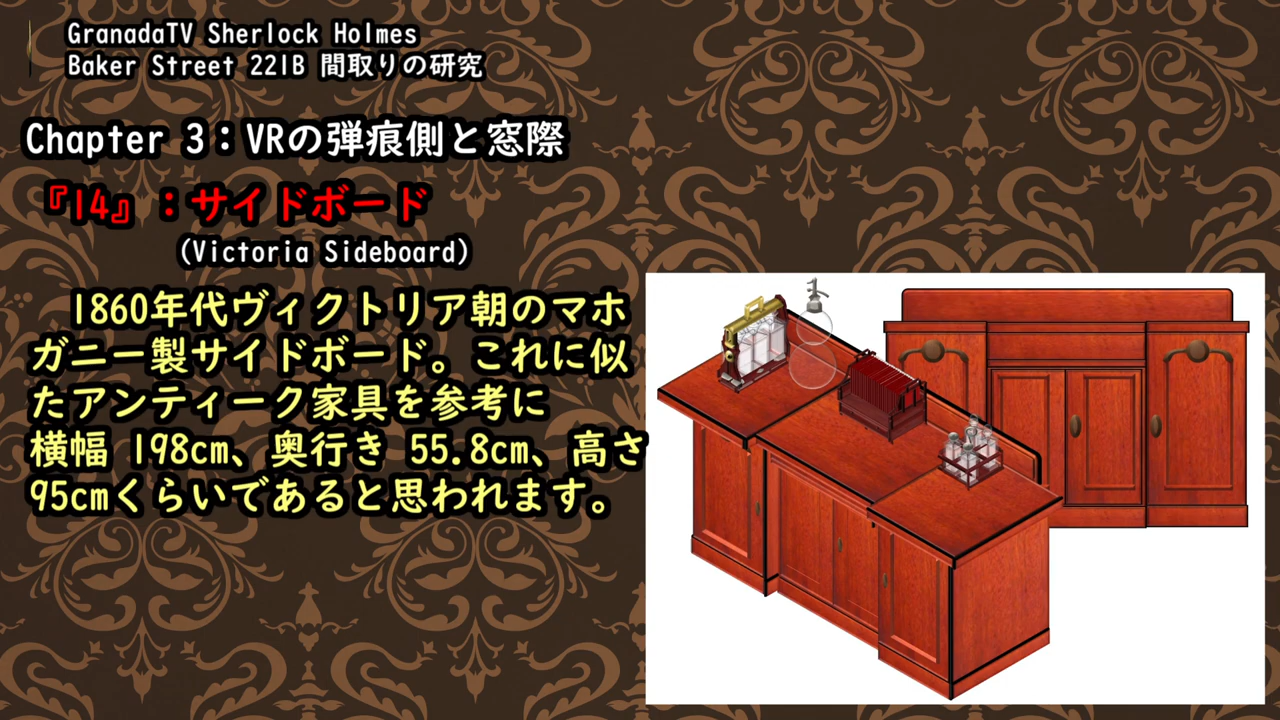 GranadaTV Sherlock Holmes
Baker Street 221B 間取りの研究
Chapter 3：VRの弾痕側と窓際
『14』：サイドボード
(Victoria Sideboard)
1860年代ヴィクトリア朝のマホ
ガニー製サイドボード。これに似
たアンティーク家具を参考に
横幅 198cm、奥行き 55.8cm、高さ
95cmくらいであると思われます。